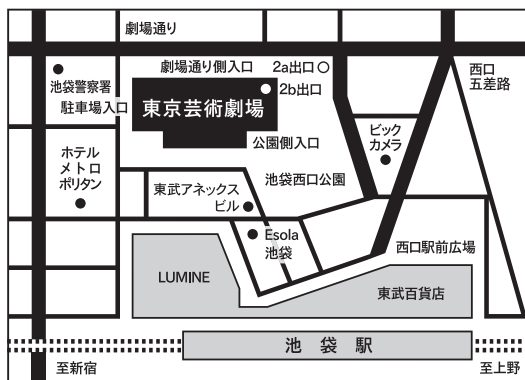 劇場通り
劇場通り側入口
2a出口
西口
五差路
池袋警察署
2b出口
駐車場入口
東京芸術劇場
公園側入口
ビック
カメラ
ホテル
メトロ
ポリタン
東武アネックス
ビル
池袋西口公園
Esola
池袋
西口駅前広場
LUMINE
東武百貨店
池袋駅
至新宿
至上野